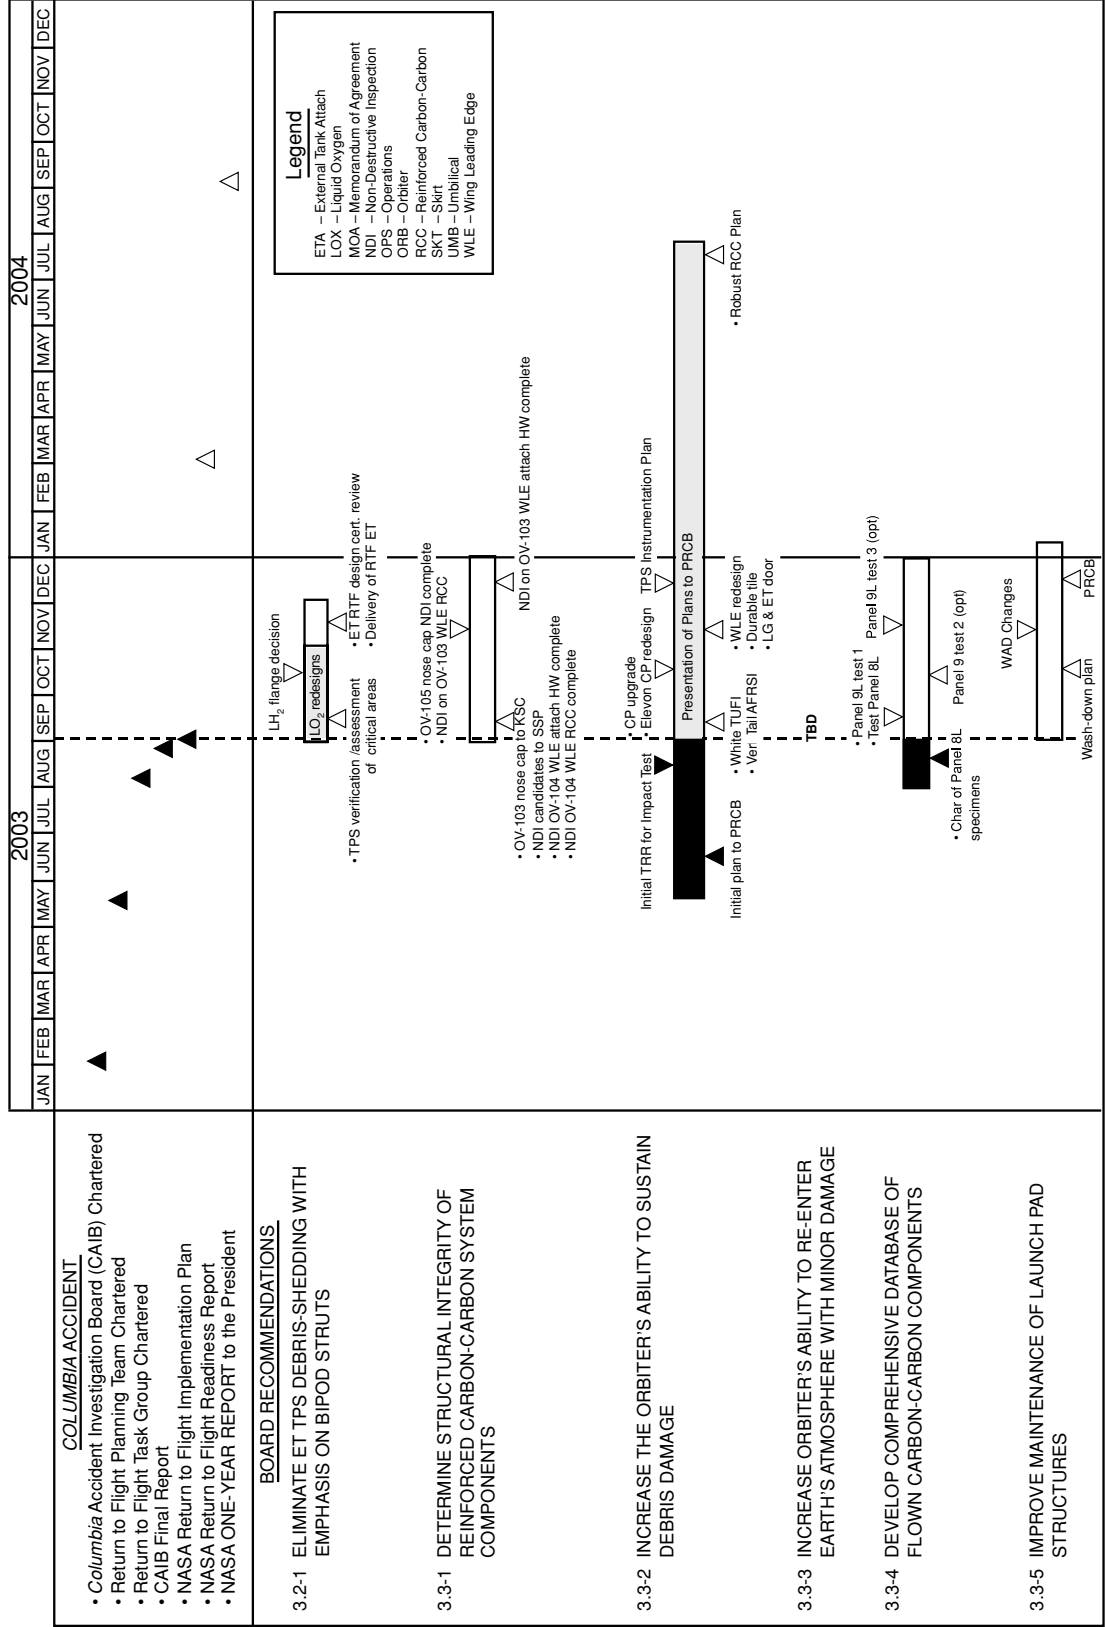 2003
2004
JAN FEB MAR APR MAY JUN JUL AUG SEP OCT NOV DEC JAN FEB MAR APR MAY JUN JUL AUG SEP OCT NOV DEC
COLUMBIA ACCIDENT
• Columbia Accident Investigation Board (CAIB) Chartered
• Return to Flight Planning Team Chartered
• Return to Flight Task Group Chartered
• CAIB Final Report
• NASA Return to Flight Implementation Plan
• NASA Return to Flight Readiness Report
• NASA ONE-YEAR REPORT to the President
BOARD RECOMMENDATIONS
3.2-1 ELIMINATE ET TPS DEBRIS-SHEDDING WITH
EMPHASIS ON BIPOD STRUTS
LH2 flange decision
LO2 redesigns
• TPS verification /assessment
of critical areas
• ET RTF design cert. review
• Delivery of RTF ET
Legend
ETA – External Tank Attach
LOX – Liquid Oxygen
MOA – Memorandum of Agreement
NDI – Non-Destructive Inspection
OPS – Operations
ORB – Orbiter
RCC – Reinforced Carbon-Carbon
SKT – Skirt
UMB – Umbilical
WLE – Wing Leading Edge
3.3-1 DETERMINE STRUCTURAL INTEGRITY OF
REINFORCED CARBON-CARBON SYSTEM
COMPONENTS
• OV-105 nose cap NDI complete
• NDI on OV-103 WLE RCC
• OV-103 nose cap to KSC
• NDI candidates to SSP
• NDI OV-104 WLE attach HW complete
• NDI OV-104 WLE RCC complete
NDI on OV-103 WLE attach HW complete
3.3-2 INCREASE THE ORBITER'S ABILITY TO SUSTAIN
DEBRIS DAMAGE
Initial TRR for Impact Test
• CP upgrade
• Elevon CP redesign
TPS Instrumentation Plan
Presentation of Plans to PRCB
Initial plan to PRCB
• White TUFI
• Vert Tail AFRSI
• WLE redesign
• Durable tile
• LG & ET door
• Robust RCC Plan
3.3-3 INCREASE ORBITER'S ABILITY TO RE-ENTER
EARTH'S ATMOSPHERE WITH MINOR DAMAGE
TBD
3.3-4 DEVELOP COMPREHENSIVE DATABASE OF
FLOWN CARBON-CARBON COMPONENTS
• Panel 9L test 1
• Test Panel 8L
Panel 9L test 3 (opt)
• Char of Panel 8L
specimens
Panel 9 test 2 (opt)
3.3-5 IMPROVE MAINTENANCE OF LAUNCH PAD
STRUCTURES
WAD Changes
Wash-down plan
PRCB